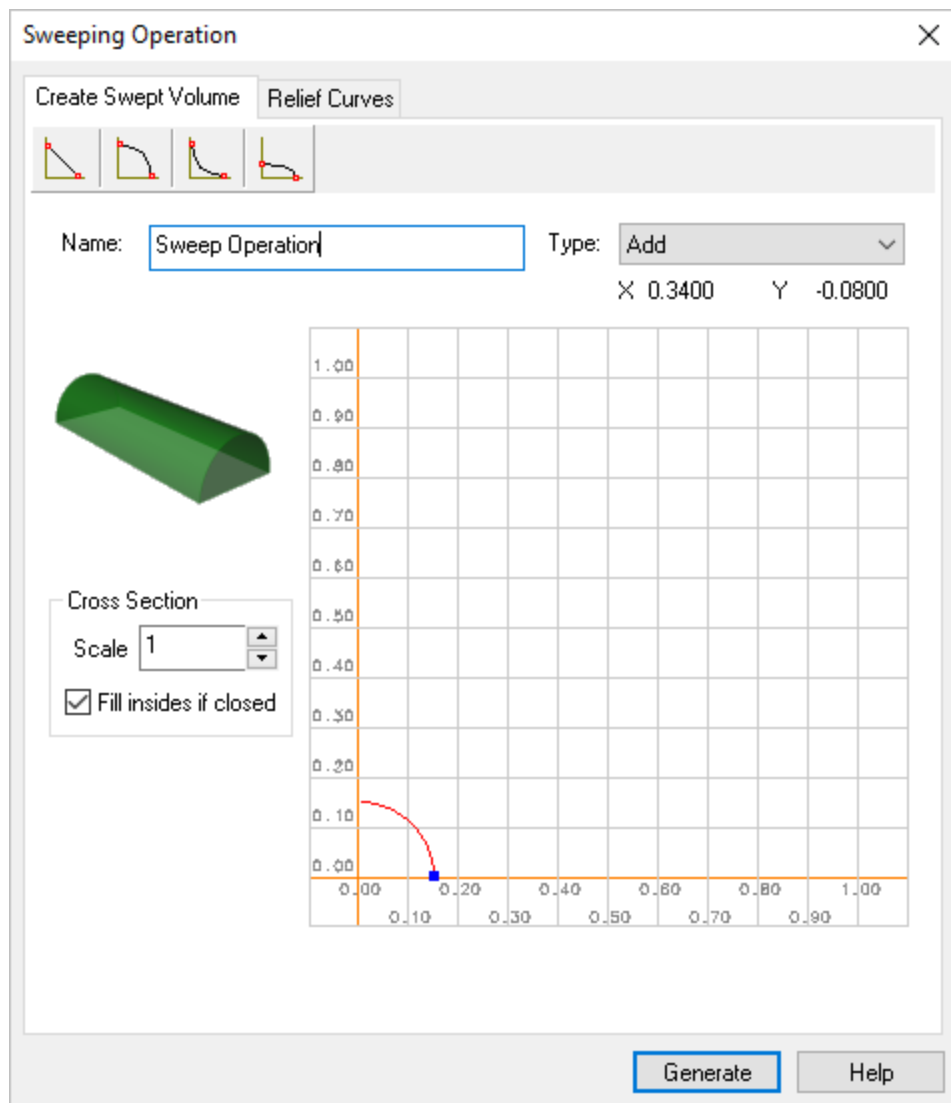 Sweeping Operation
Create Swept Volume
Relief Curves
Name:
Sweep Operation
Type:
Add
X 0.3400 Y -0.0800
1.00
0.90
0.80
0.70
0.60
Cross Section
0.50
Scale 1
0.40
Fill insides if closed
0.30
0.20
0.10
0.00
0.00 0.20 0.40 0.60 0.80 1.00
0.10 0.30 0.50 0.70 0.90
Generate
Help